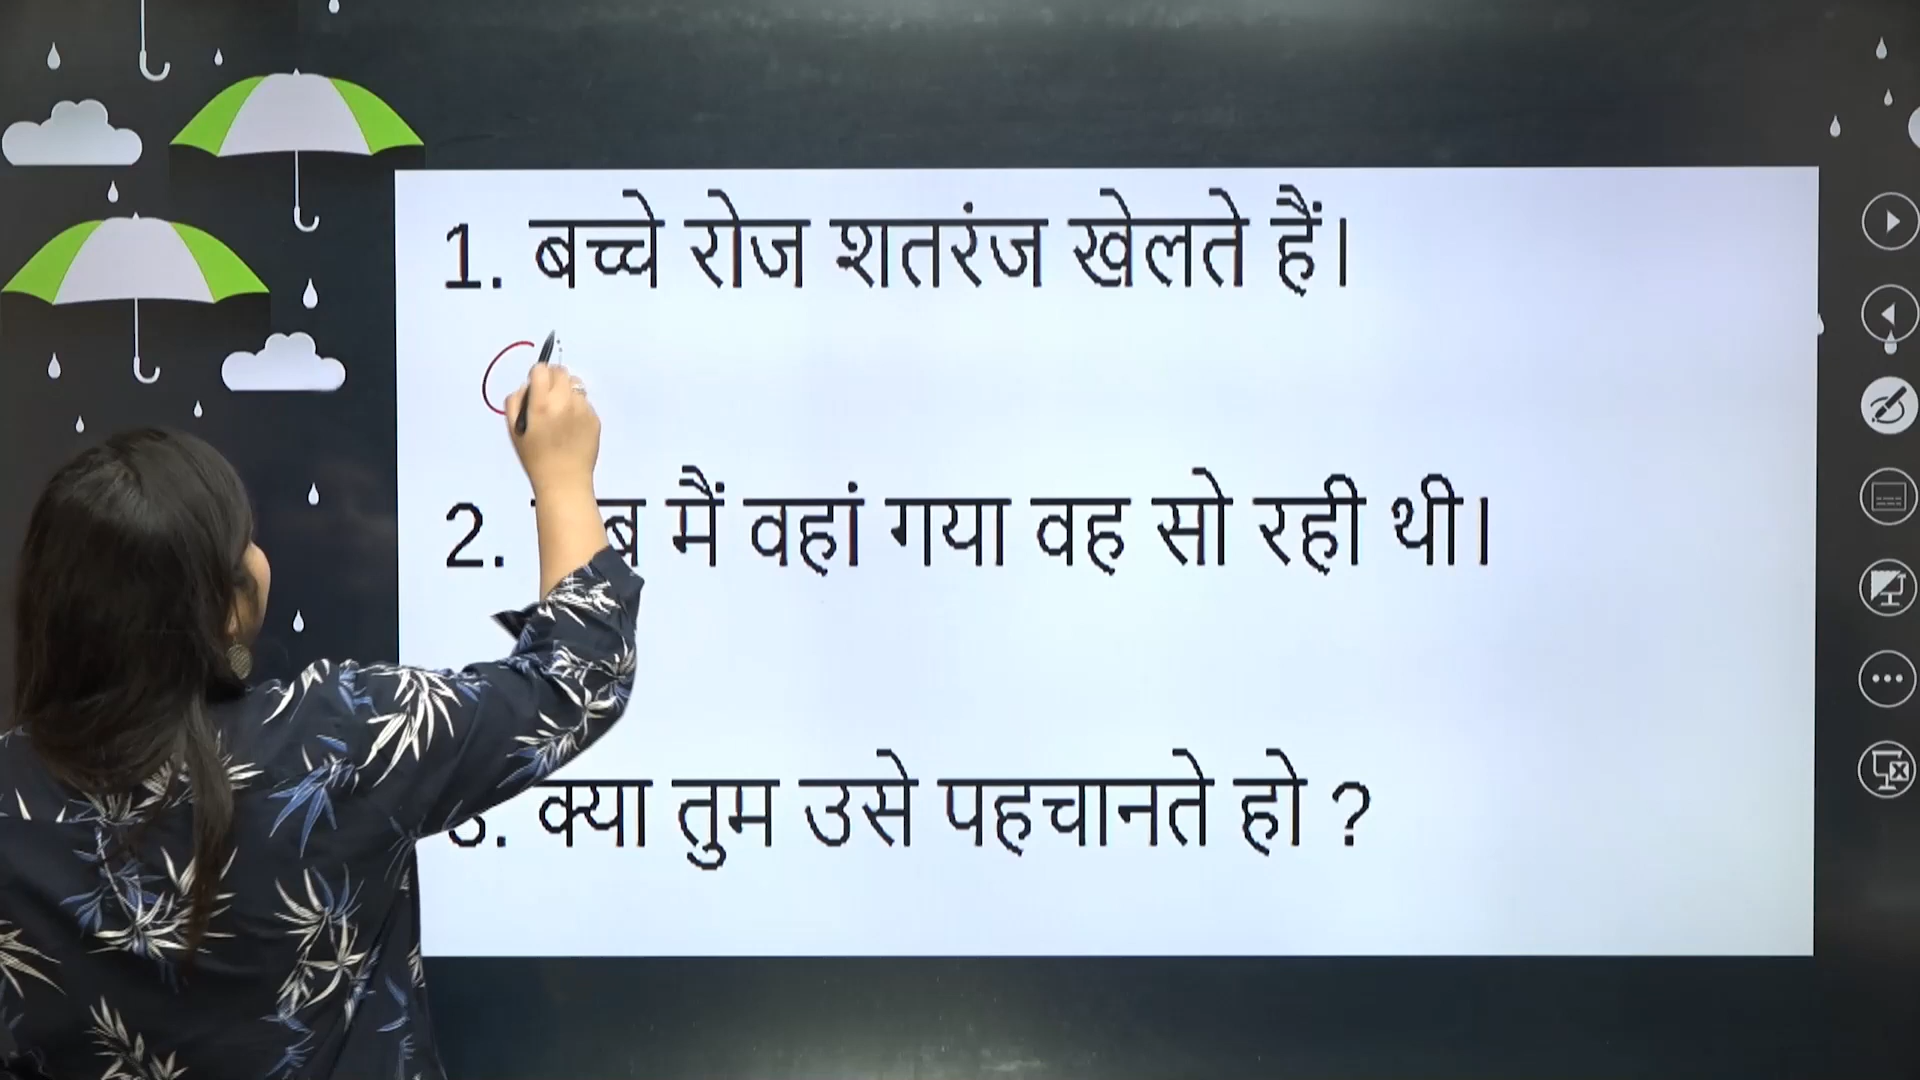 1. बच्चे रोज शतरंज खेलते हैं।
2. मैं वहां गया वह सो रही थी।
क्या तुम उसे पहचानते हो ?